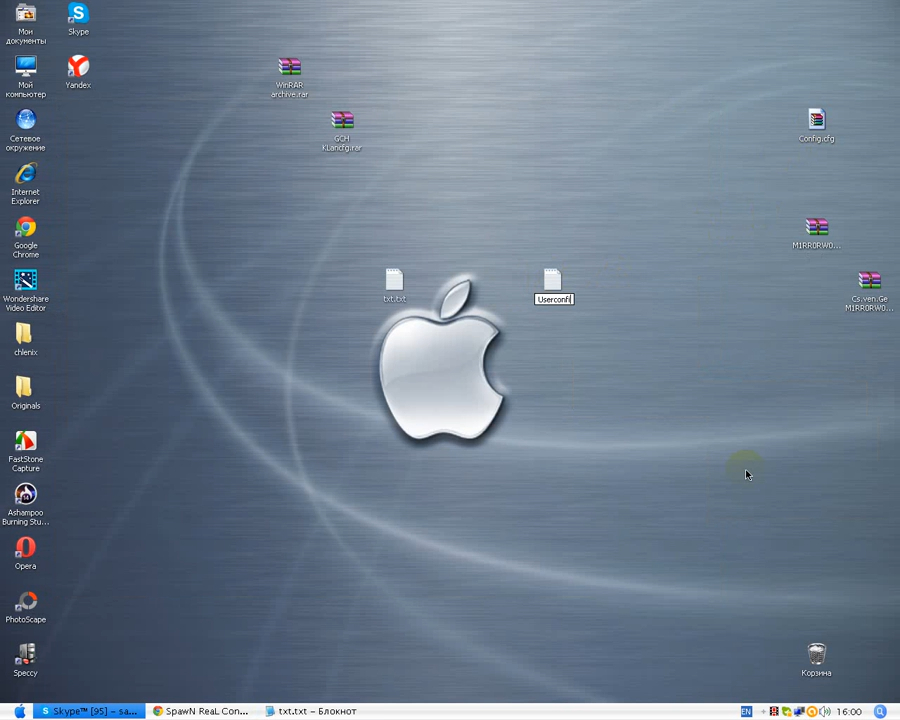 Мои
документы
Skype
Мой
компьютер
Yandex
WinRAR
archive.rar
GCH
KLancfg.rar
Config.cfg
Сетевое
окружение
Internet
Explorer
Google
Chrome
M1RR0RW0...
Wondershare
Video Editor
txt.txt
Userconfi
Cs.ven.Ge
M1RR0RW0...
chlenix
Originals
FastStone
Capture
Ashampoo
Burning Stu...
Opera
PhotoScape
Speccy
Корзина
Skype™ [95] – sa...
SpawN ReaL Con...
txt.txt – Блокнот
EN
16:00